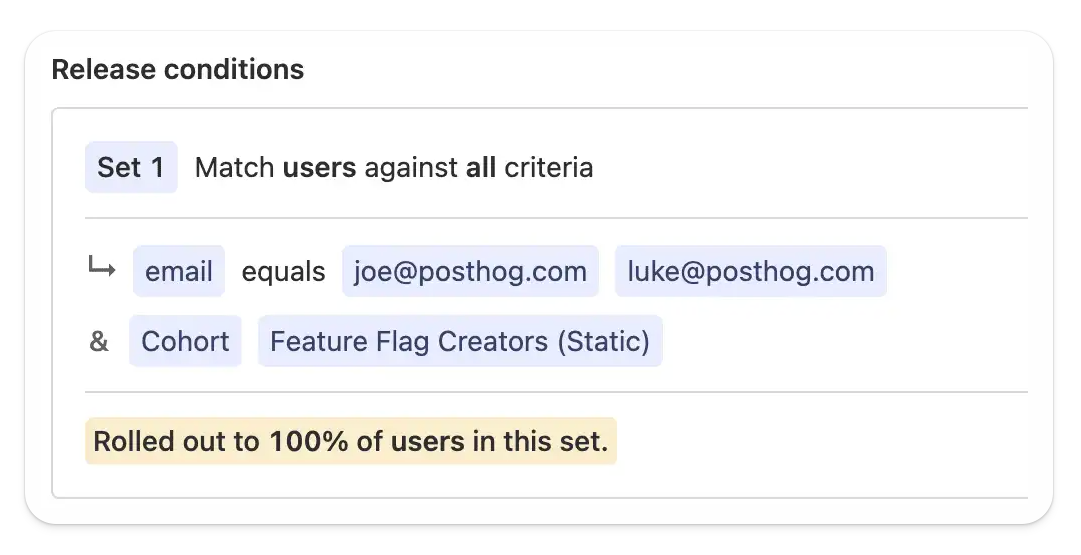 Release conditions
Set 1 Match users against all criteria
email equals joe@posthog.com luke@posthog.com
& Cohort Feature Flag Creators (Static)
Rolled out to 100% of users in this set.